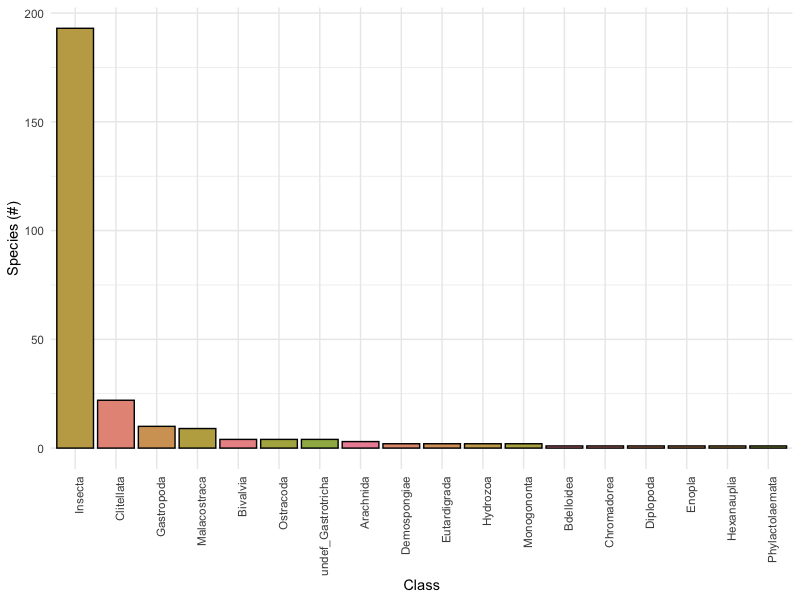 200
150
100
50
0
Species (#)
Insecta
Clitellata
Gastropoda
Malacostraca
Bivalvia
Ostracoda
undef_Gastrotricha
Arachnida
Demospongiae
Eutardigrada
Hydrozoa
Monogononta
Bdelloidea
Chromadorea
Diplopoda
Enopla
Hexanauplia
Phylactolaemata
Class